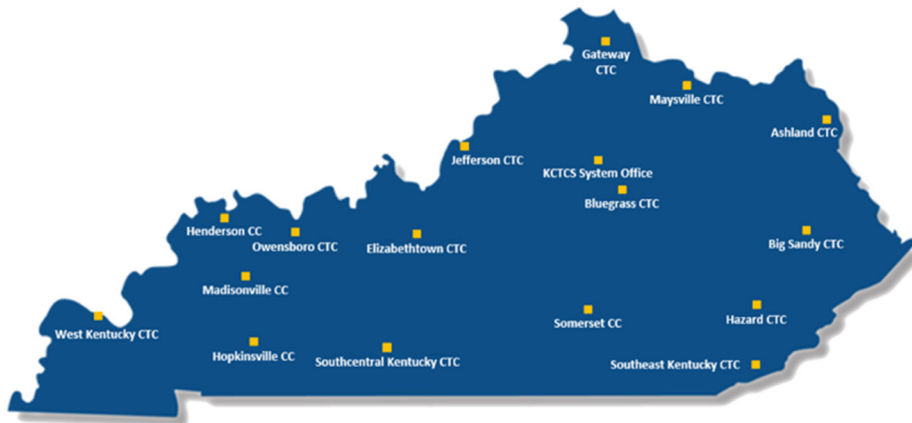 Gateway
CTC
Maysville CTC
Ashland CTC
Jefferson CTC
KCTCS System Office
Bluegrass CTC
Henderson CC
Owensboro CTC
Elizabethtown CTC
Big Sandy CTC
Madisonville CC
West Kentucky CTC
Somerset CC
Hazard CTC
Hopkinsville CC
Southcentral Kentucky CTC
Southeast Kentucky CTC